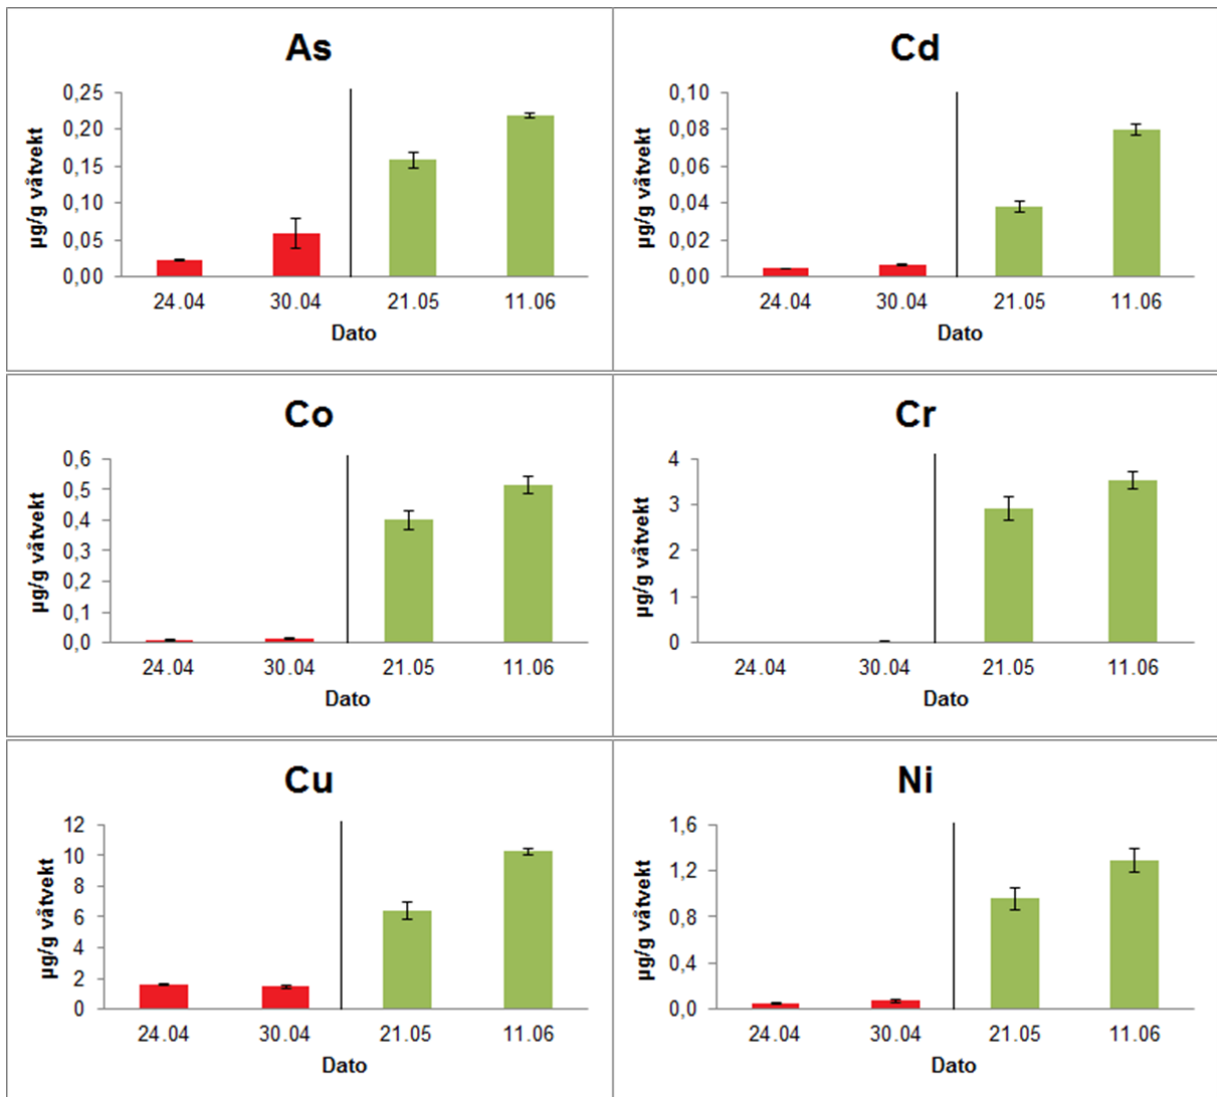 As
µg/g våtvekt
0,25
0,20
0,15
0,10
0,05
0,00
24.04 30.04 21.05 11.06
Dato
Cd
µg/g våtvekt
0,10
0,08
0,06
0,04
0,02
0,00
24.04 30.04 21.05 11.06
Dato
Co
µg/g våtvekt
0,6
0,5
0,4
0,3
0,2
0,1
0,0
24.04 30.04 21.05 11.06
Dato
Cr
µg/g våtvekt
4
3
2
1
0
24.04 30.04 21.05 11.06
Dato
Cu
µg/g våtvekt
12
10
8
6
4
2
0
24.04 30.04 21.05 11.06
Dato
Ni
µg/g våtvekt
1,6
1,2
0,8
0,4
0,0
24.04 30.04 21.05 11.06
Dato